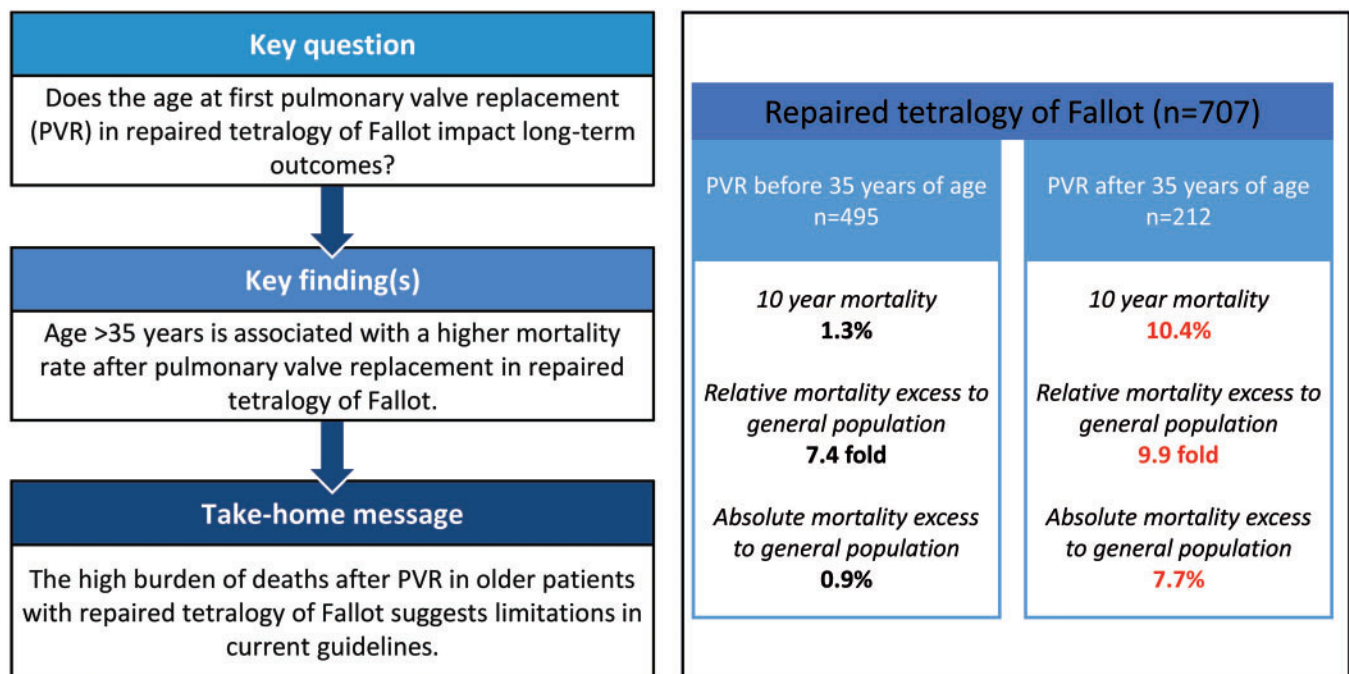 Key question
Does the age at first pulmonary valve replacement
(PVR) in repaired tetralogy of Fallot impact long-term
outcomes?
Key finding(s)
Age >35 years is associated with a higher mortality
rate after pulmonary valve replacement in repaired
tetralogy of Fallot.
Take-home message
The high burden of deaths after PVR in older patients
with repaired tetralogy of Fallot suggests limitations in
current guidelines.
Repaired tetralogy of Fallot (n=707)
PVR before 35 years of age
n=495
10 year mortality
1.3%
Relative mortality excess to
general population
7.4 fold
Absolute mortality excess
to general population
0.9%
PVR after 35 years of age
n=212
10 year mortality
10.4%
Relative mortality excess to
general population
9.9 fold
Absolute mortality excess
to general population
7.7%